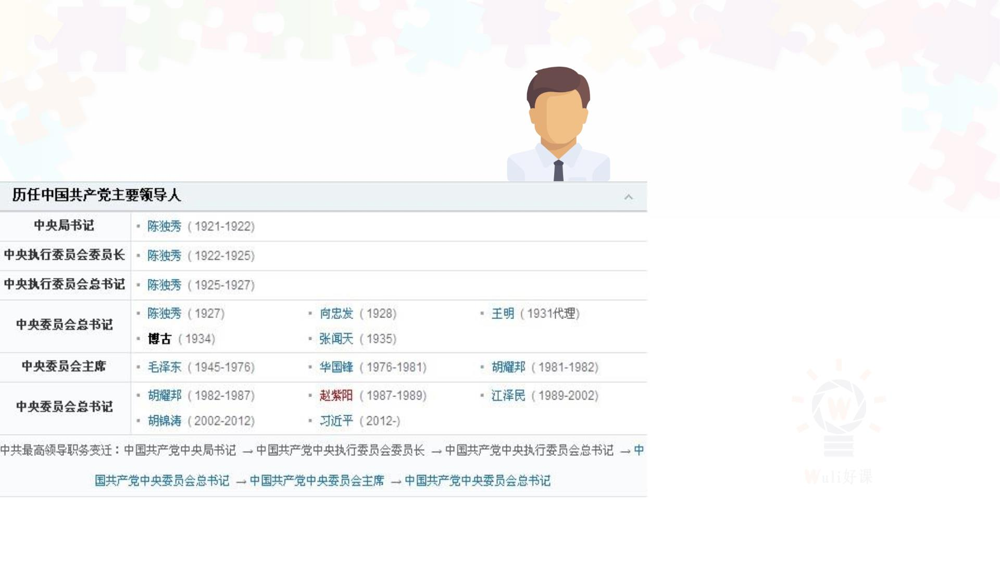 历任中国共产党主要领导人
中央局书记 ▪ 陈独秀 ( 1921-1922)
中央执行委员会委员长 ▪ 陈独秀 ( 1922-1925)
中央执行委员会总书记 ▪ 陈独秀 ( 1925-1927)
中央委员会总书记
▪ 陈独秀 ( 1927) ▪ 向忠发 ( 1928) ▪ 王明 ( 1931代理)
▪ 博古 ( 1934) ▪ 张闻天 ( 1935)
中央委员会主席 ▪ 毛泽东 ( 1945-1976) ▪ 华国锋 ( 1976-1981) ▪ 胡耀邦 ( 1981-1982)
中央委员会总书记
▪ 胡耀邦 ( 1982-1987) ▪ 赵紫阳 ( 1987-1989) ▪ 江泽民 ( 1989-2002)
▪ 胡锦涛 ( 2002-2012) ▪ 习近平 ( 2012-)
中共最高领导职务变迁：中国共产党中央局书记 →中国共产党中央执行委员会委员长 →中国共产党中央执行委员会总书记 →中
国共产党中央委员会总书记 →中国共产党中央委员会主席 →中国共产党中央委员会总书记
W
Wuli好课